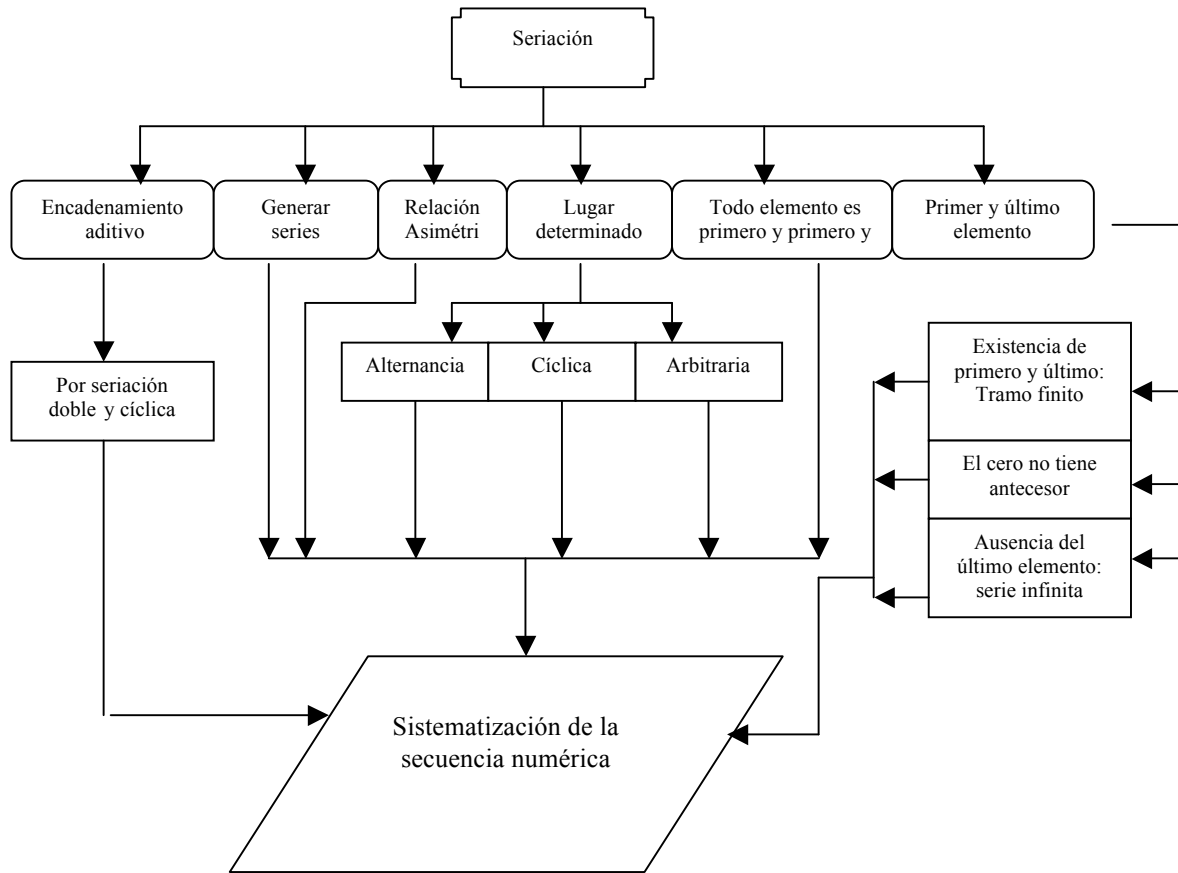 Seriación
Encadenamiento
aditivo
Generar
series
Relación
Asimétri
Lugar
determinado
Todo elemento es
primero y primero y
Primer y último
elemento
Por seriación
doble y cíclica
Alternancia
Cíclica
Arbitraria
Existencia de
primero y último:
Tramo finito
El cero no tiene
antecesor
Ausencia del
último elemento:
serie infinita
Sistematización de la
secuencia numérica